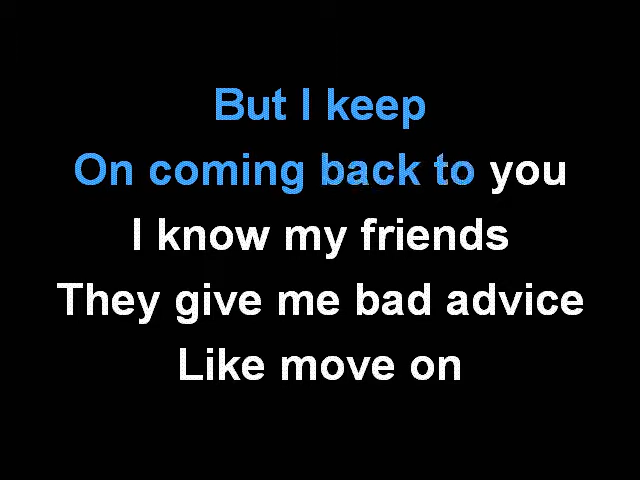 But I keep
On coming back to you
I know my friends
They give me bad advice
Like move on